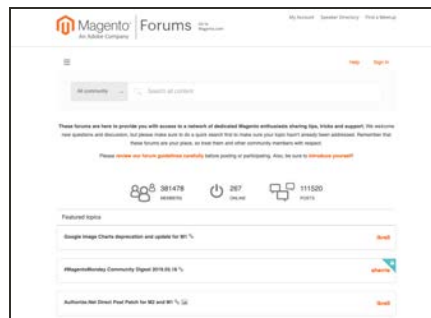 My Account Speaker Directory Find a Meetup
Magento Forums Go to
An Adobe Company Magento.com
Help Sign In
All community Search all content
These forums are here to provide you with access to a network of dedicated Magento enthusiasts sharing tips, tricks and support. We welcome
new questions and discussion, but please make sure to do a quick search first to make sure your topic hasn't already been addressed. Remember that
these forums are your place, so treat them and other community members with respect.
Please review our forum guidelines carefully before posting or participating. Also, be sure to introduce yourself!
381478 267 111520
MEMBERS ONLINE POSTS
Featured topics
Google Image Charts deprecation and update for M1
#MagentoMonday Community Digest 2019.03.18
sherrie
Authorize.Net Direct Post Patch for M2 and M1